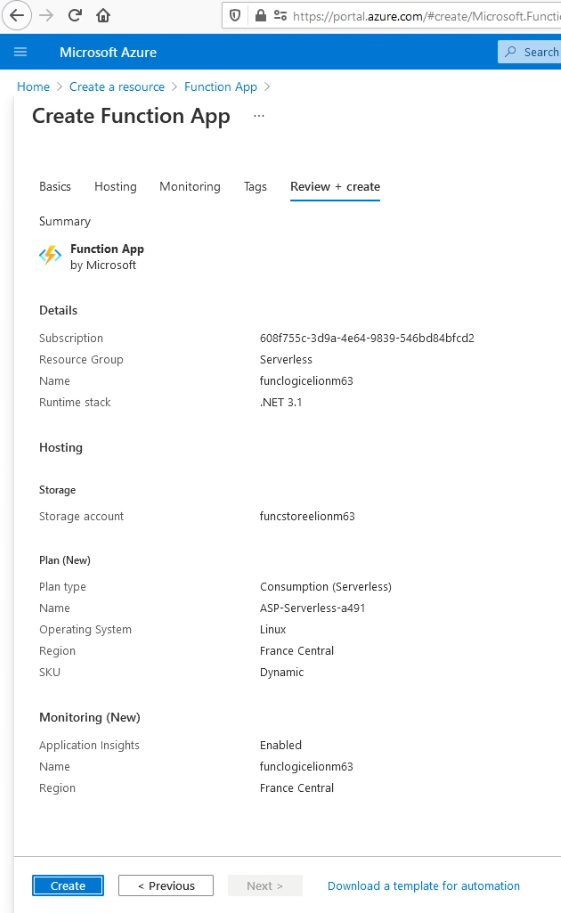 https://portal.azure.com/#create/Microsoft.Functi
Microsoft Azure
Search
Home > Create a resource > Function App >
Create Function App ...
Basics Hosting Monitoring Tags Review + create
Summary
Function App
by Microsoft
Details
Subscription 608f755c-3d9a-4e64-9839-546bd84bfcd2
Resource Group Serverless
Name funclogicelionm63
Runtime stack .NET 3.1
Hosting
Storage
Storage account funcstoreelionm63
Plan (New)
Plan type Consumption (Serverless)
Name ASP-Serverless-a491
Operating System Linux
Region France Central
SKU Dynamic
Monitoring (New)
Application Insights Enabled
Name funclogicelionm63
Region France Central
Create < Previous Next > Download a template for automation